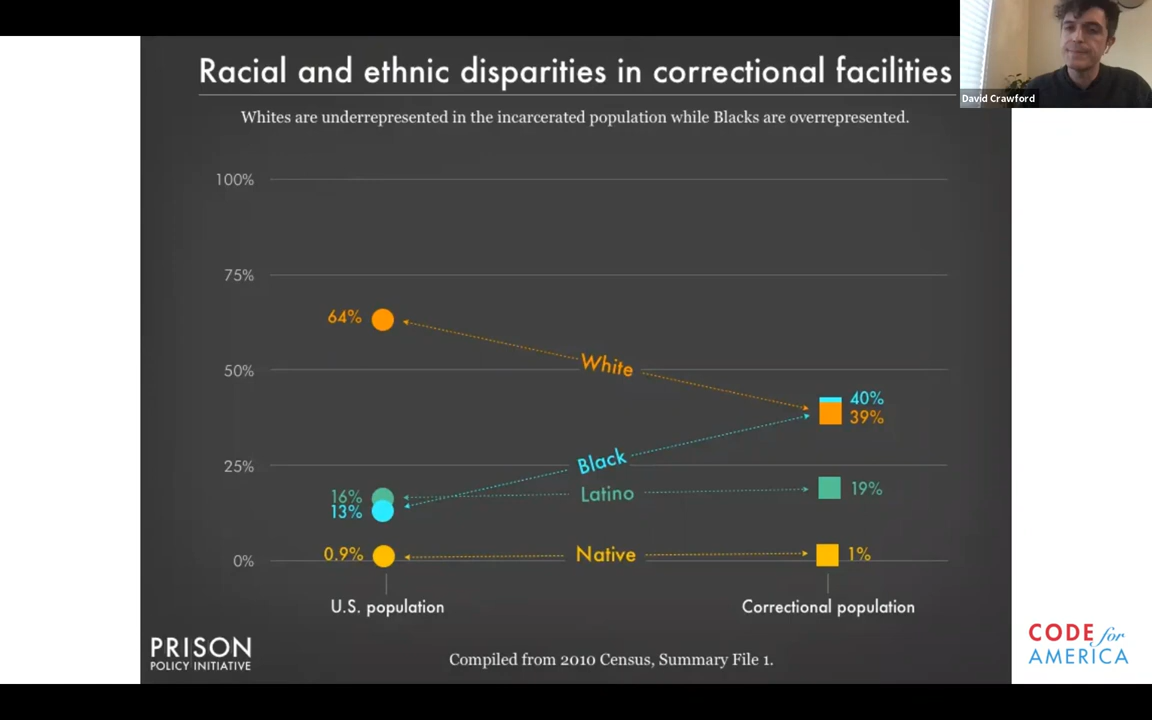 Racial and ethnic disparities in correctional facilities
David Crawford
Whites are underrepresented in the incarcerated population while Blacks are overrepresented.
100%
75%
64%
White
50%
40%
39%
Black
25%
16%
13%
Latino
19%
0.9%
Native
1%
0%
U.S. population
Correctional population
PRISON
POLICY INITIATIVE
Compiled from 2010 Census, Summary File 1.
CODE for
AMERICA